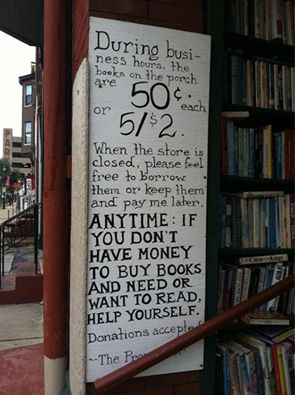 During busi-
ness hours, the
books on the porch
are 50¢ each
or 5/$2.
When the store is
closed, please feel
free to borrow
them or keep them
and pay me later.
ANYTIME: IF
YOU DON'T
HAVE MONEY
TO BUY BOOKS
AND NEED OR
WANT TO READ,
HELP YOURSELF.
Donations accepted
~The
PAR